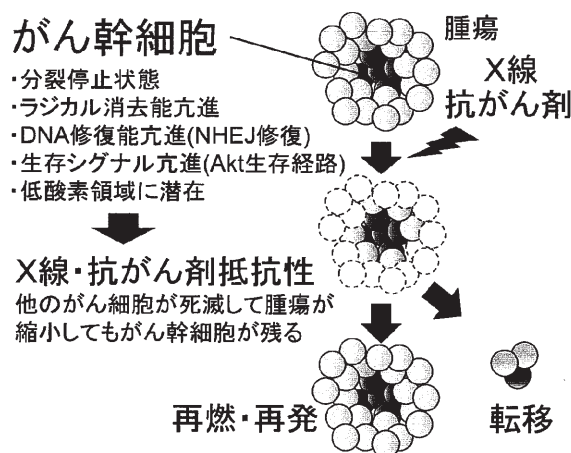 がん幹細胞
・分裂停止状態
・ラジカル消去能亢進
・DNA修復能亢進(NHEJ修復)
・生存シグナル亢進(Akt生存経路)
・低酸素領域に潜在
X線・抗がん剤抵抗性
他のがん細胞が死滅して腫瘍が
縮小してもがん幹細胞が残る
腫瘍
X線
抗がん剤
再燃・再発
転移